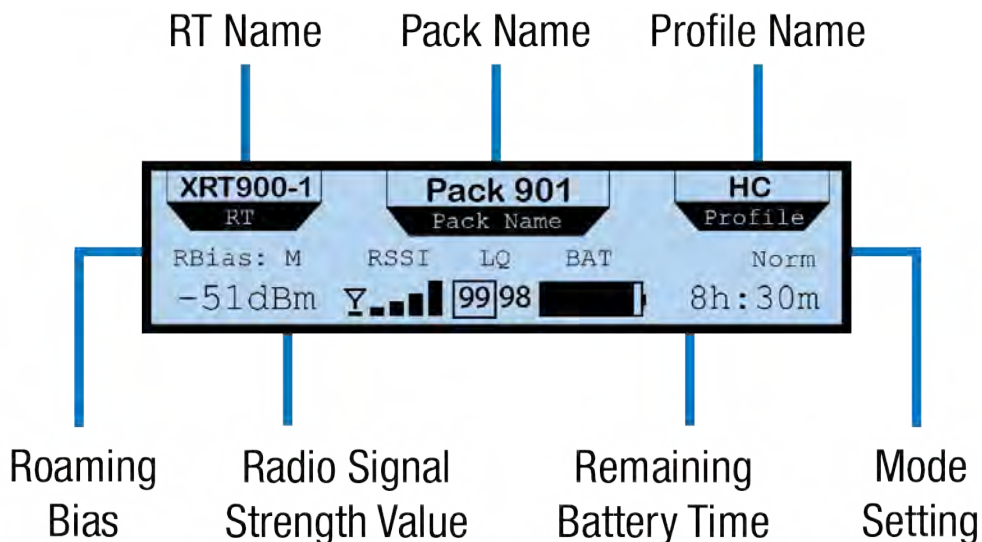 RT Name Pack Name Profile Name
XRT900-1 Pack 901 HC
RT Pack Name Profile
RBias: M RSSI LQ BAT Norm
-51dBm 99 98 8h:30m
Roaming Radio Signal Remaining Mode
Bias Strength Value Battery Time Setting